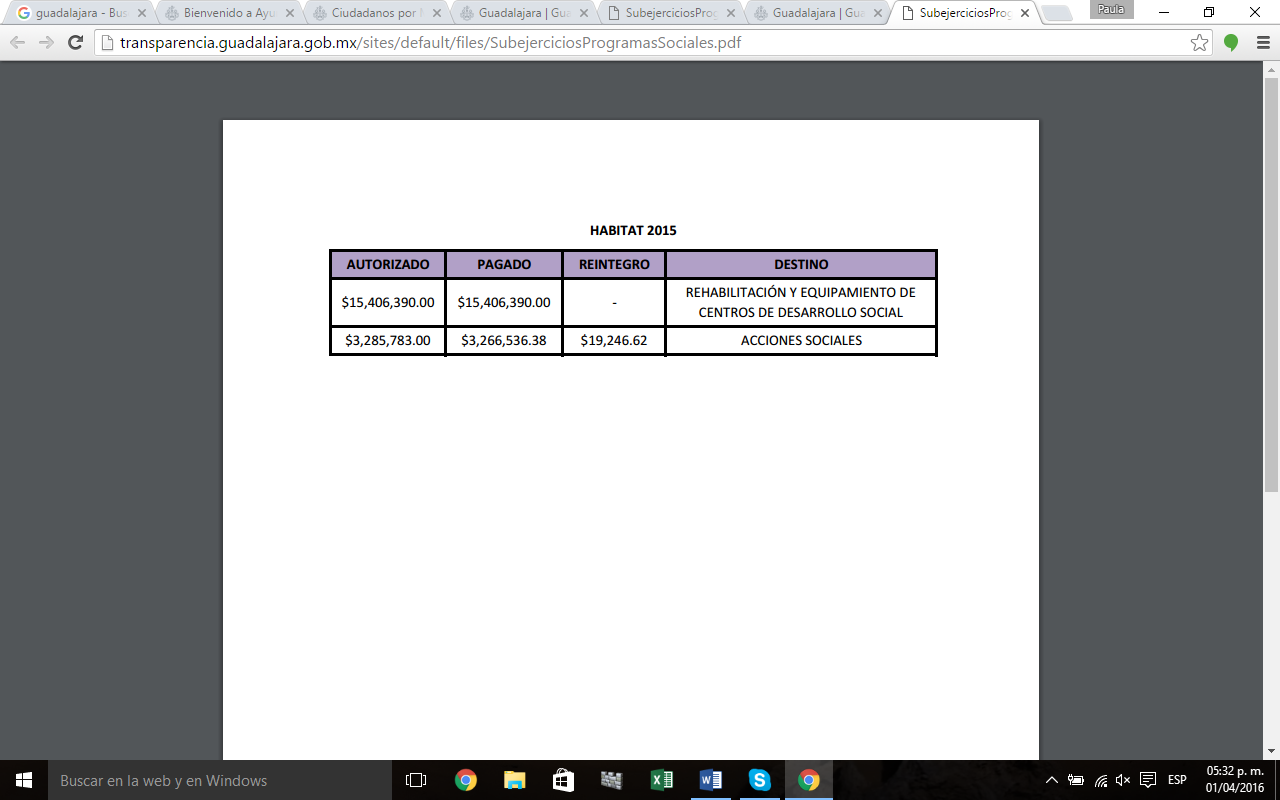 guadalajara - Bus
Bienvenido a Ayu
Ciudadanos por M
Guadalajara | Gua
SubejerciciosProg
Guadalajara | Gua
SubejerciciosProg
Paula
transparencia.guadalajara.gob.mx/sites/default/files/SubejerciciosProgramasSociales.pdf
HABITAT 2015
AUTORIZADO PAGADO REINTEGRO DESTINO
$15,406,390.00 $15,406,390.00 - REHABILITACIÓN Y EQUIPAMIENTO DE
CENTROS DE DESARROLLO SOCIAL
$3,285,783.00 $3,266,536.38 $19,246.62 ACCIONES SOCIALES
Buscar en la web y en Windows
ESP
05:32 p. m.
01/04/2016